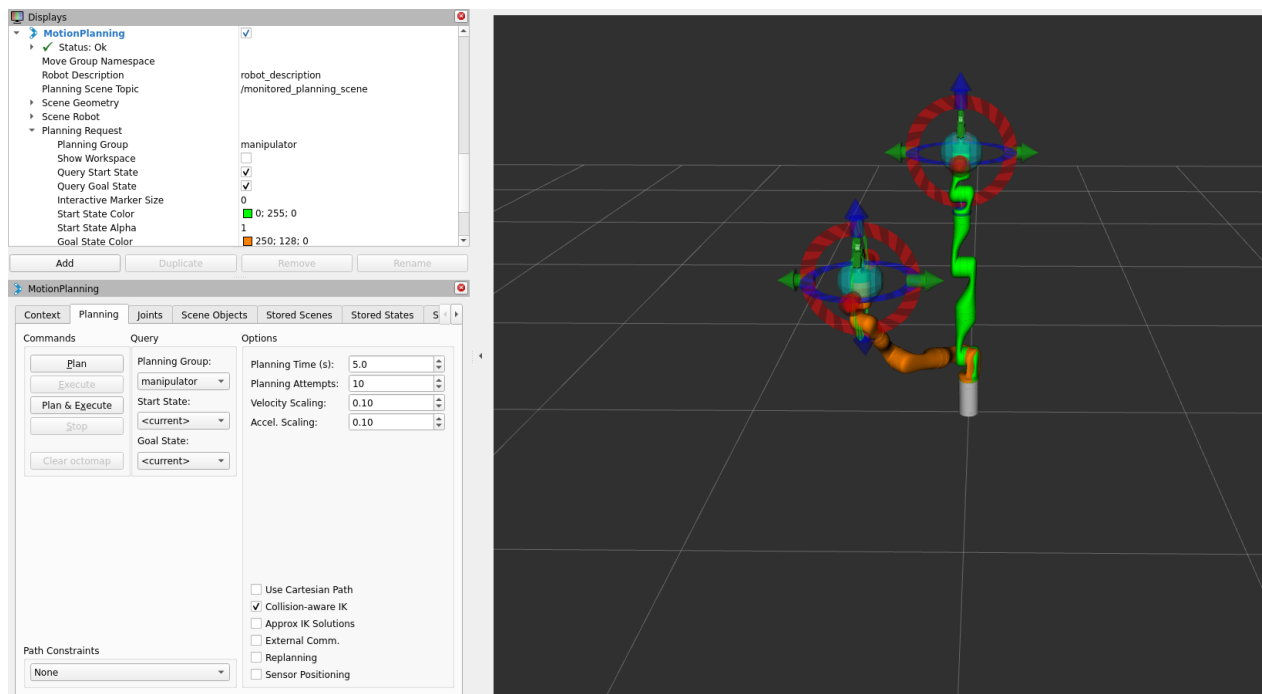 Displays
MotionPlanning
Status: Ok
Move Group Namespace
Robot Description robot_description
Planning Scene Topic /monitored_planning_scene
Scene Geometry
Scene Robot
Planning Request
Planning Group manipulator
Show Workspace
Query Start State
Query Goal State
Interactive Marker Size 0
Start State Color 0; 255; 0
Start State Alpha 1
Goal State Color 250; 128; 0
Add Duplicate Remove Rename
MotionPlanning
Context Planning Joints Scene Objects Stored Scenes Stored States S
Commands Query Options
Plan Planning Group: Planning Time (s): 5.0
Execute manipulator Planning Attempts: 10
Plan & Execute Start State: Velocity Scaling: 0.10
Stop <current> Accel. Scaling: 0.10
Goal State:
Clear octomap <current>
Use Cartesian Path
Collision-aware IK
Approx IK Solutions
External Comm.
Path Constraints Replanning
None Sensor Positioning